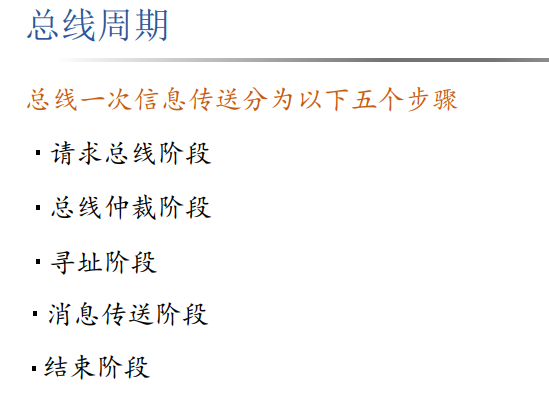 总线周期
总线一次信息传送分为以下五个步骤
▪ 请求总线阶段
▪ 总线仲裁阶段
▪ 寻址阶段
▪ 消息传送阶段
▪ 结束阶段